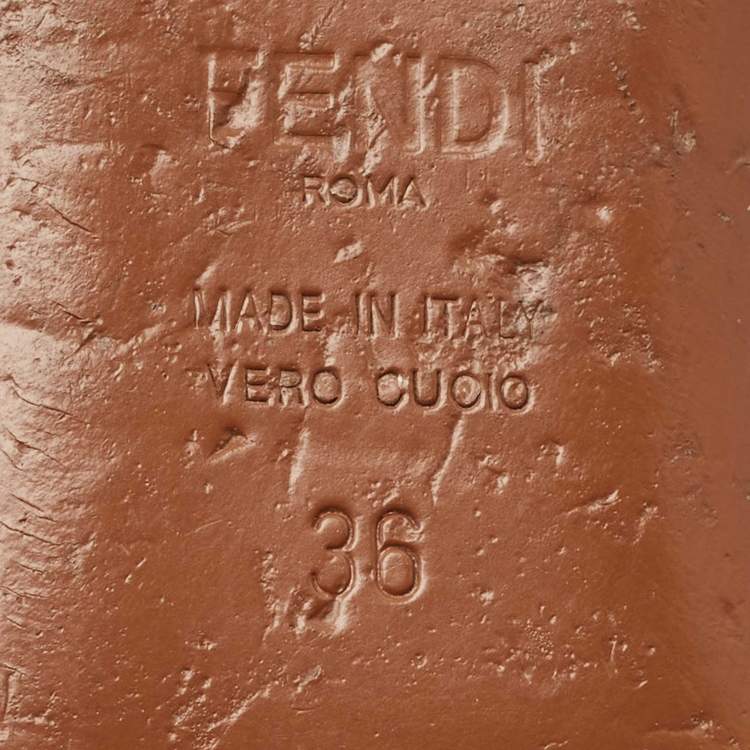 FENDI
ROMA
MADE IN ITALY
VERO CUOIO
36